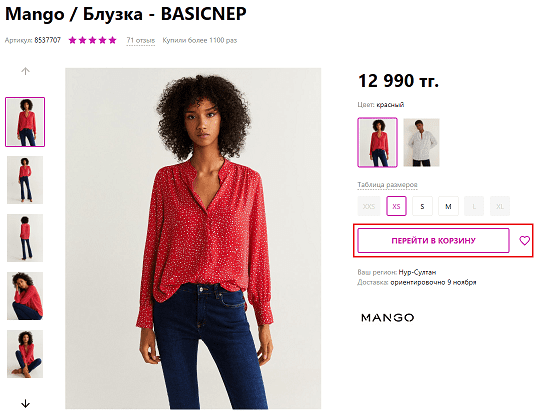 Mango / Блузка - BASICNEP
Артикул: 8537707 71 отзыв Купили более 1100 раз
12 990 тг.
Цвет: красный
Таблица размеров
XXS XS S M L XL
ПЕРЕЙТИ В КОРЗИНУ
Ваш регион: Нур-Султан
Доставка: ориентировочно 9 ноября
MANGO